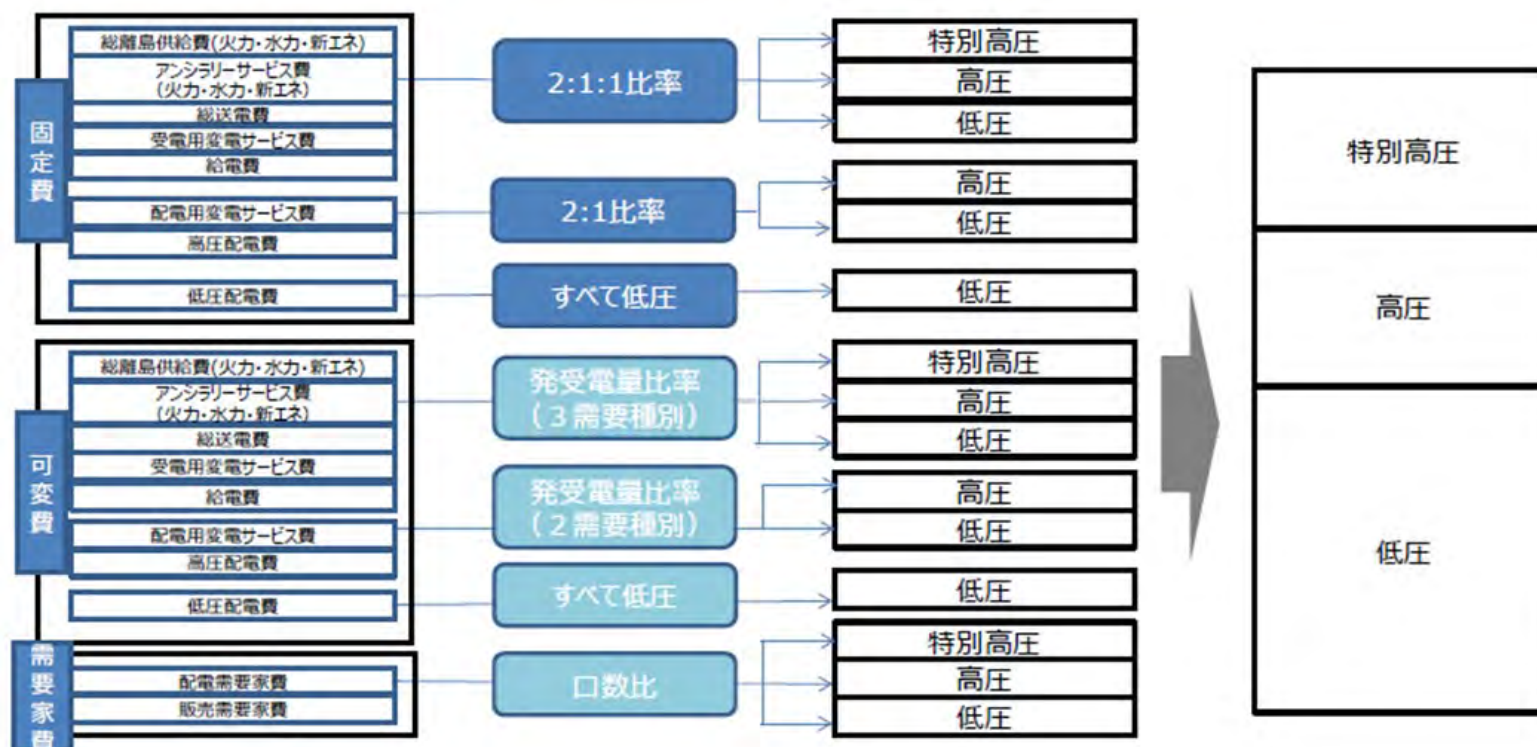 固定費
総離島供給費(火力・水力・新エネ)
アンシラリーサービス費
(火力・水力・新エネ)
総送電費
受電用変電サービス費
給電費
配電用変電サービス費
高圧配電費
低圧配電費
2:1:1比率
特別高圧
高圧
低圧
2:1比率
高圧
低圧
すべて低圧
低圧
可変費
総離島供給費(火力・水力・新エネ)
アンシラリーサービス費
(火力・水力・新エネ)
総送電費
受電用変電サービス費
給電費
配電用変電サービス費
高圧配電費
低圧配電費
発受電量比率
(3需要種別)
特別高圧
高圧
低圧
発受電量比率
(2需要種別)
高圧
低圧
すべて低圧
低圧
需要家費
配電需要家費
販売需要家費
口数比
特別高圧
高圧
低圧
特別高圧
高圧
低圧